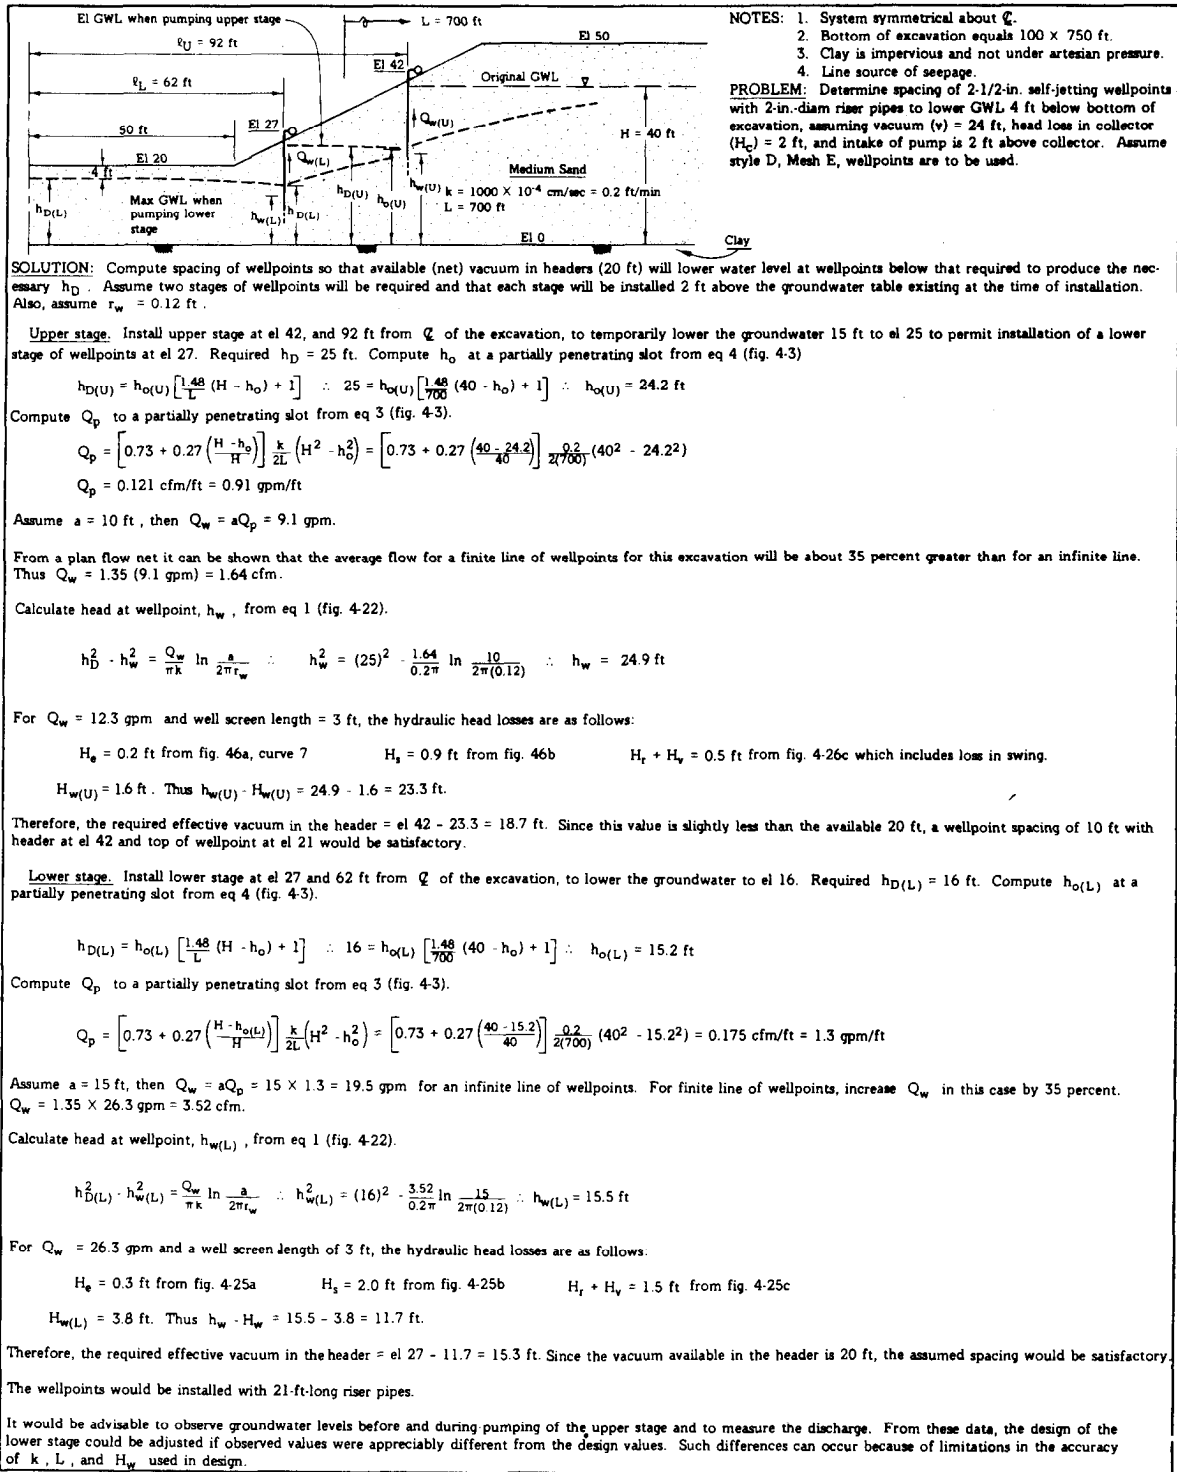 El GWL when pumping upper stage
L = 700 ft
ℓU = 92 ft
El 50
El 42
Original GWL
ℓL = 62 ft
50 ft
El 27
Qw(U)
H = 40 ft
El 20
Qw(L)
4 ft
Medium Sand
hD(L)
Max GWL when
pumping lower
stage
hw(L)
hD(L)
hD(U)
ho(U)
hw(U)
k = 1000 × 10⁻⁴ cm/sec = 0.2 ft/min
L = 700 ft
El 0
Clay
NOTES: 1. System symmetrical about ℄.
2. Bottom of excavation equals 100 × 750 ft.
3. Clay is impervious and not under artesian pressure.
4. Line source of seepage.
PROBLEM: Determine spacing of 2-1/2-in. self-jetting wellpoints
with 2-in.-diam riser pipes to lower GWL 4 ft below bottom of
excavation, assuming vacuum (v) = 24 ft, head loss in collector
(Hc) = 2 ft, and intake of pump is 2 ft above collector. Assume
style D, Mesh E, wellpoints are to be used.
SOLUTION: Compute spacing of wellpoints so that available (net) vacuum in headers (20 ft) will lower water level at wellpoints below that required to produce the nec-
essary hD . Assume two stages of wellpoints will be required and that each stage will be installed 2 ft above the groundwater table existing at the time of installation.
Also, assume rw = 0.12 ft .
Upper stage. Install upper stage at el 42, and 92 ft from ℄ of the excavation, to temporarily lower the groundwater 15 ft to el 25 to permit installation of a lower
stage of wellpoints at el 27. Required hD = 25 ft. Compute ho at a partially penetrating slot from eq 4 (fig. 4-3)
hD(U) = ho(U) [1.48/L (H - ho) + 1] ∴ 25 = ho(U) [1.48/700 (40 - ho) + 1] ∴ ho(U) = 24.2 ft
Compute Qp to a partially penetrating slot from eq 3 (fig. 4-3).
Qp = [0.73 + 0.27 ((H - ho)/H)] k/2L (H² - ho²) = [0.73 + 0.27 ((40 - 24.2)/40)] 0.2/2(700) (40² - 24.2²)
Qp = 0.121 cfm/ft = 0.91 gpm/ft
Assume a = 10 ft , then Qw = aQp = 9.1 gpm.
From a plan flow net it can be shown that the average flow for a finite line of wellpoints for this excavation will be about 35 percent greater than for an infinite line.
Thus Qw = 1.35 (9.1 gpm) = 1.64 cfm.
Calculate head at wellpoint, hw , from eq 1 (fig. 4-22).
hD² - hw² = Qw/πk ln a/2πrw ∴ hw² = (25)² - 1.64/0.2π ln 10/2π(0.12) ∴ hw = 24.9 ft
For Qw = 12.3 gpm and well screen length = 3 ft, the hydraulic head losses are as follows:
He = 0.2 ft from fig. 46a, curve 7 Hs = 0.9 ft from fig. 46b Hr + Hv = 0.5 ft from fig. 4-26c which includes loss in swing.
Hw(U) = 1.6 ft . Thus hw(U) - Hw(U) = 24.9 - 1.6 = 23.3 ft.
Therefore, the required effective vacuum in the header = el 42 - 23.3 = 18.7 ft. Since this value is slightly less than the available 20 ft, a wellpoint spacing of 10 ft with
header at el 42 and top of wellpoint at el 21 would be satisfactory.
Lower stage. Install lower stage at el 27 and 62 ft from ℄ of the excavation, to lower the groundwater to el 16. Required hD(L) = 16 ft. Compute ho(L) at a
partially penetrating slot from eq 4 (fig. 4-3).
hD(L) = ho(L) [1.48/L (H - ho) + 1] ∴ 16 = ho(L) [1.48/700 (40 - ho) + 1] ∴ ho(L) = 15.2 ft
Compute Qp to a partially penetrating slot from eq 3 (fig. 4-3).
Qp = [0.73 + 0.27 ((H - ho(L))/H)] k/2L (H² - ho²) = [0.73 + 0.27 ((40 - 15.2)/40)] 0.2/2(700) (40² - 15.2²) = 0.175 cfm/ft = 1.3 gpm/ft
Assume a = 15 ft, then Qw = aQp = 15 × 1.3 = 19.5 gpm for an infinite line of wellpoints. For finite line of wellpoints, increase Qw in this case by 35 percent.
Qw = 1.35 × 26.3 gpm = 3.52 cfm.
Calculate head at wellpoint, hw(L) , from eq 1 (fig. 4-22).
hD(L)² - hw(L)² = Qw/πk ln a/2πrw ∴ hw(L)² = (16)² - 3.52/0.2π ln 15/2π(0.12) ∴ hw(L) = 15.5 ft
For Qw = 26.3 gpm and a well screen length of 3 ft, the hydraulic head losses are as follows:
He = 0.3 ft from fig. 4-25a Hs = 2.0 ft from fig. 4-25b Hr + Hv = 1.5 ft from fig. 4-25c
Hw(L) = 3.8 ft. Thus hw - Hw = 15.5 - 3.8 = 11.7 ft.
Therefore, the required effective vacuum in the header = el 27 - 11.7 = 15.3 ft. Since the vacuum available in the header is 20 ft, the assumed spacing would be satisfactory.
The wellpoints would be installed with 21-ft-long riser pipes.
It would be advisable to observe groundwater levels before and during pumping of the upper stage and to measure the discharge. From these data, the design of the
lower stage could be adjusted if observed values were appreciably different from the design values. Such differences can occur because of limitations in the accuracy
of k , L , and Hw used in design.